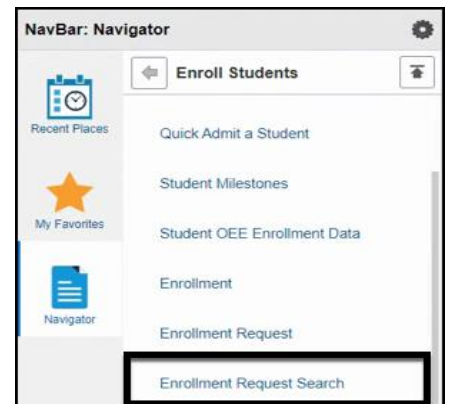 NavBar: Navigator
Recent Places
My Favorites
Navigator
Enroll Students
Quick Admit a Student
Student Milestones
Student OEE Enrollment Data
Enrollment
Enrollment Request
Enrollment Request Search